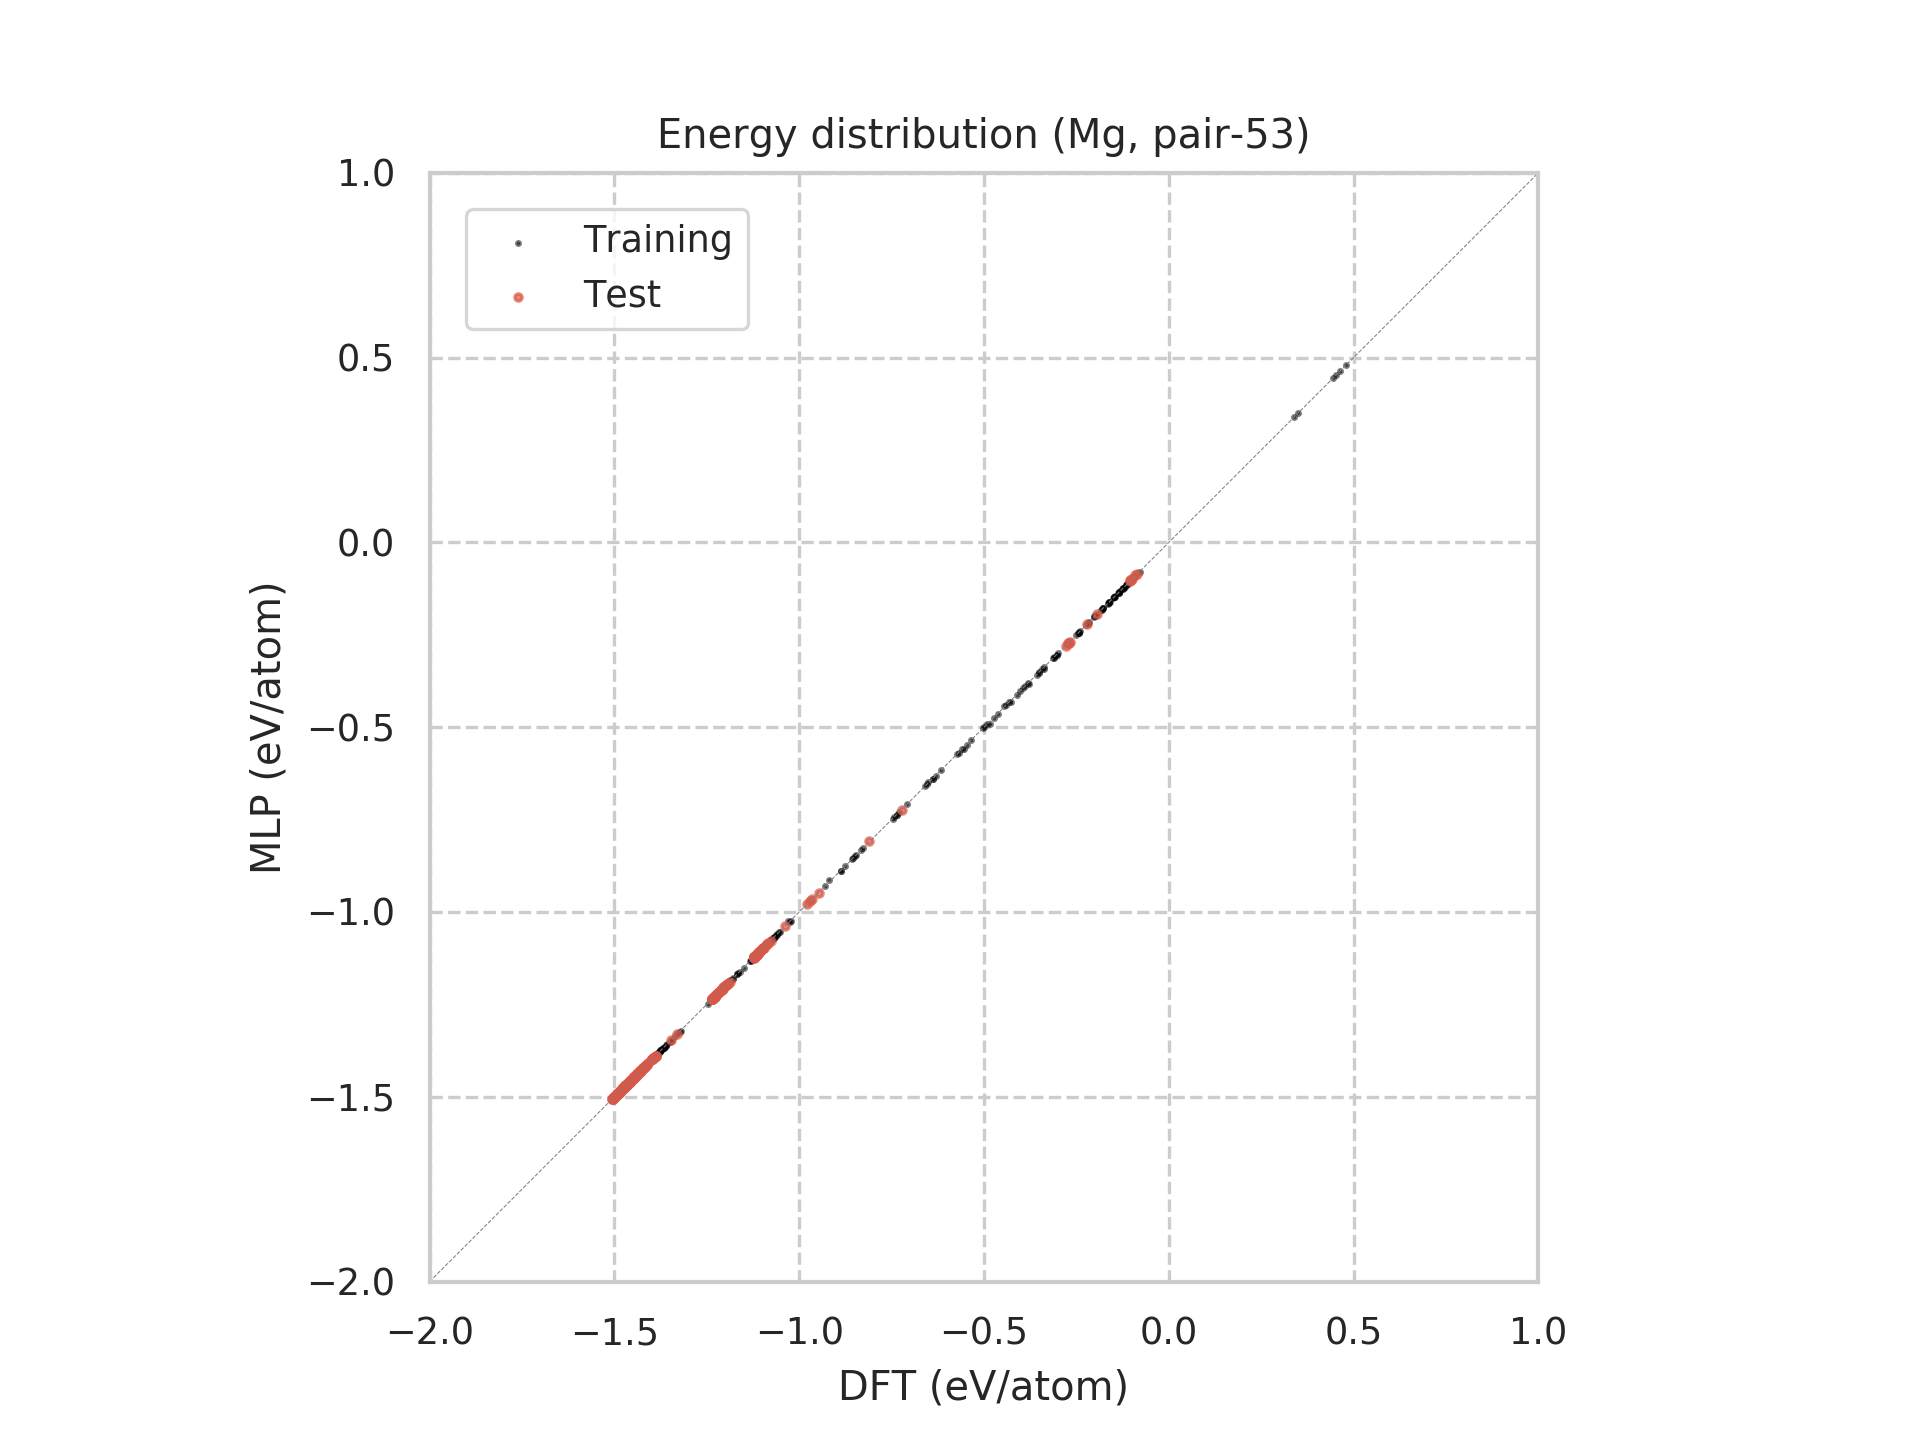 Energy distribution (Mg, pair-53)
1.0
0.5
0.0
−0.5
−1.0
−1.5
−2.0
MLP (eV/atom)
Training
Test
−2.0 −1.5 −1.0 −0.5 0.0 0.5 1.0
DFT (eV/atom)